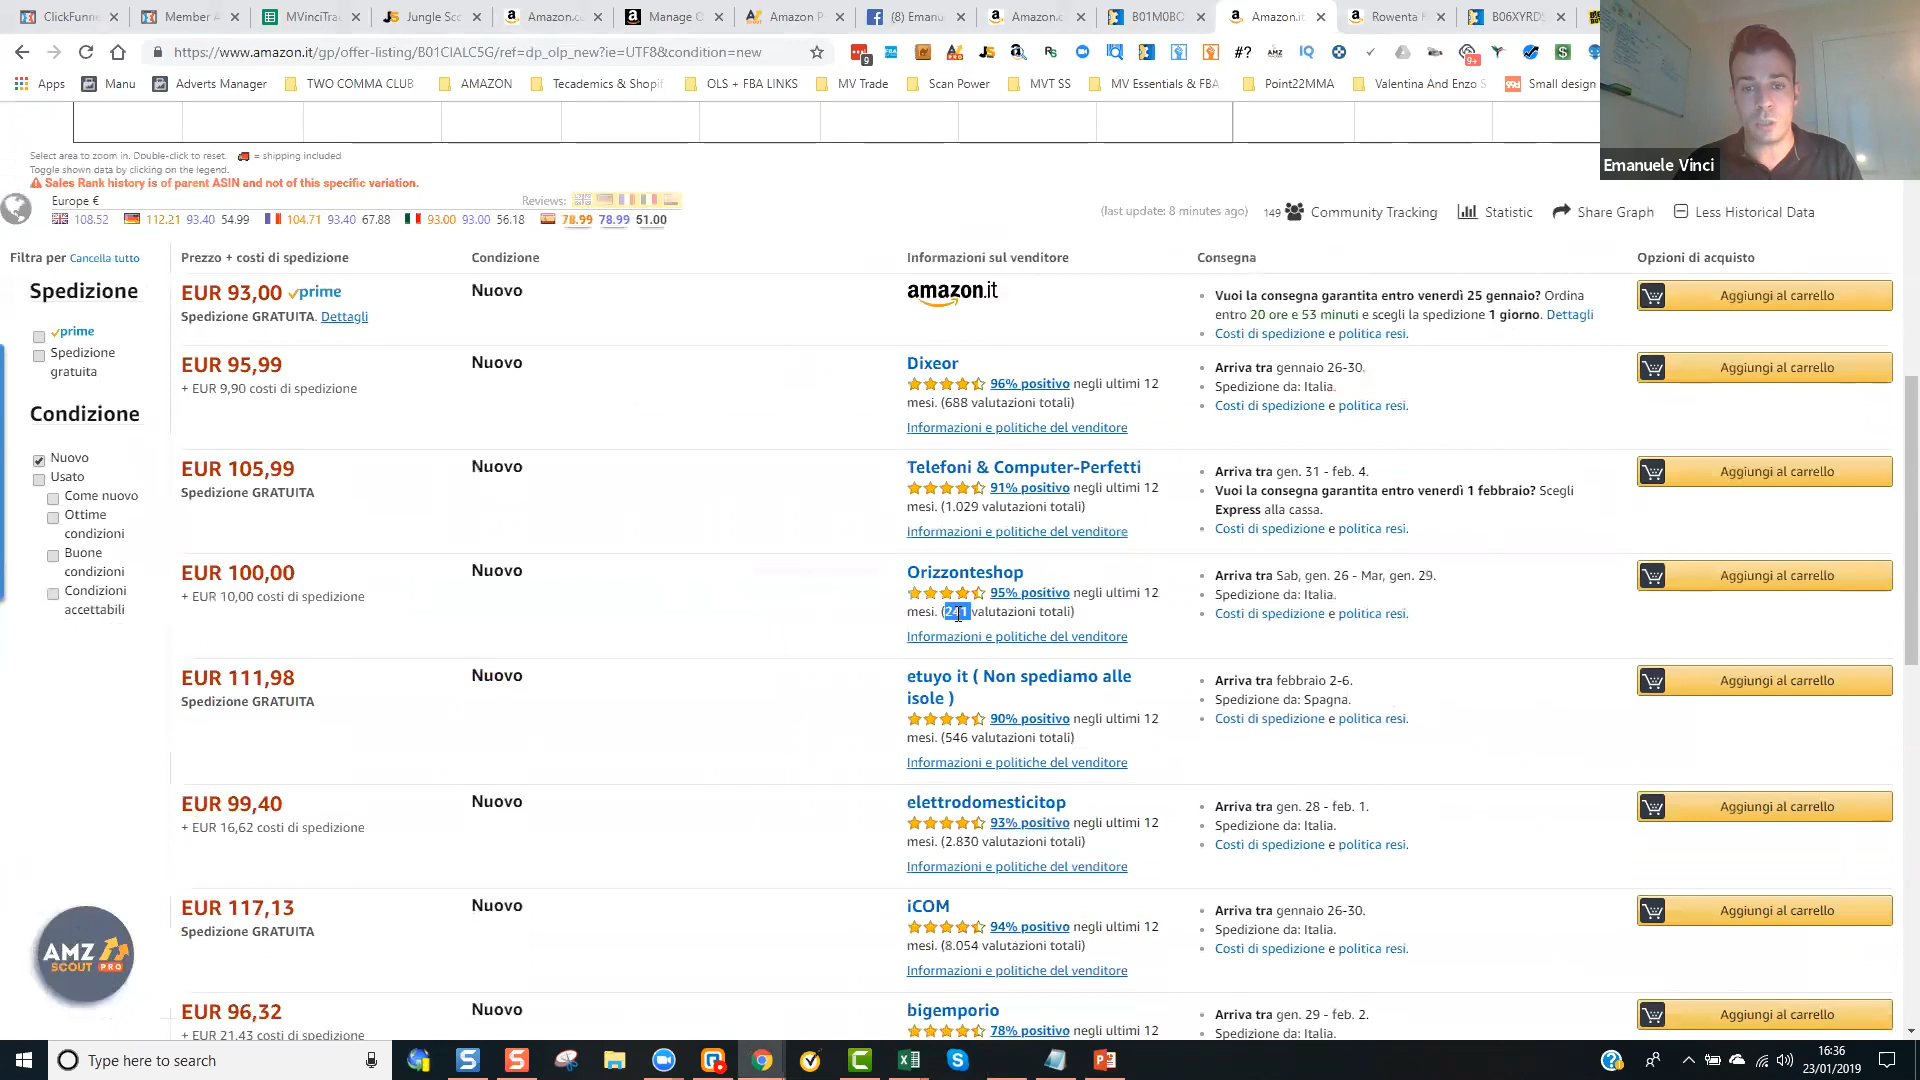 ClickFunne
Member A
MVinciTra
Jungle Sc
Amazon.c
Manage O
Amazon P
(8) Emanu
Amazon.c
B01M0BC
Amazon.it
Rowenta F
B06XYRD
https://www.amazon.it/gp/offer-listing/B01CIALC5G/ref=dp_olp_new?ie=UTF8&condition=new
Apps
Manu
Adverts Manager
TWO COMMA CLUB
AMAZON
Tecademics & Shopif
OLS + FBA LINKS
MV Trade
Scan Power
MVT SS
MV Essentials & FBA
Point22MMA
Valentina And Enzo S
Small design
Emanuele Vinci
Select area to zoom in. Double-click to reset. = shipping included
Toggle shown data by clicking on the legend.
Sales Rank history is of parent ASIN and not of this specific variation.
Europe €
Reviews:
108.52 112.21 93.40 54.99 104.71 93.40 67.88 93.00 93.00 56.18 78.99 78.99 51.00
(last update: 8 minutes ago)
149 Community Tracking
Statistic
Share Graph
Less Historical Data
Filtra per Cancella tutto
Prezzo + costi di spedizione
Condizione
Informazioni sul venditore
Consegna
Opzioni di acquisto
Spedizione
prime
Spedizione
gratuita
Condizione
Nuovo
Usato
Come nuovo
Ottime
condizioni
Buone
condizioni
Condizioni
accettabili
EUR 93,00 prime
Spedizione GRATUITA. Dettagli
Nuovo
amazon.it
Vuoi la consegna garantita entro venerdì 25 gennaio? Ordina
entro 20 ore e 53 minuti e scegli la spedizione 1 giorno. Dettagli
Costi di spedizione e politica resi.
Aggiungi al carrello
EUR 95,99
+ EUR 9,90 costi di spedizione
Nuovo
Dixeor
96% positivo negli ultimi 12
mesi. (688 valutazioni totali)
Informazioni e politiche del venditore
Arriva tra gennaio 26-30.
Spedizione da: Italia.
Costi di spedizione e politica resi.
Aggiungi al carrello
EUR 105,99
Spedizione GRATUITA
Nuovo
Telefoni & Computer-Perfetti
91% positivo negli ultimi 12
mesi. (1.029 valutazioni totali)
Informazioni e politiche del venditore
Arriva tra gen. 31 - feb. 4.
Vuoi la consegna garantita entro venerdì 1 febbraio? Scegli
Express alla cassa.
Costi di spedizione e politica resi.
Aggiungi al carrello
EUR 100,00
+ EUR 10,00 costi di spedizione
Nuovo
Orizzonteshop
95% positivo negli ultimi 12
mesi. (241 valutazioni totali)
Informazioni e politiche del venditore
Arriva tra Sab, gen. 26 - Mar, gen. 29.
Spedizione da: Italia.
Costi di spedizione e politica resi.
Aggiungi al carrello
EUR 111,98
Spedizione GRATUITA
Nuovo
etuyo it ( Non spediamo alle
isole )
90% positivo negli ultimi 12
mesi. (546 valutazioni totali)
Informazioni e politiche del venditore
Arriva tra febbraio 2-6.
Spedizione da: Spagna.
Costi di spedizione e politica resi.
Aggiungi al carrello
EUR 99,40
+ EUR 16,62 costi di spedizione
Nuovo
elettrodomesticitop
93% positivo negli ultimi 12
mesi. (2.830 valutazioni totali)
Informazioni e politiche del venditore
Arriva tra gen. 28 - feb. 1.
Spedizione da: Italia.
Costi di spedizione e politica resi.
Aggiungi al carrello
EUR 117,13
Spedizione GRATUITA
Nuovo
iCOM
94% positivo negli ultimi 12
mesi. (8.054 valutazioni totali)
Informazioni e politiche del venditore
Arriva tra gennaio 26-30.
Spedizione da: Italia.
Costi di spedizione e politica resi.
Aggiungi al carrello
EUR 96,32
+ EUR 21,43 costi di spedizione
Nuovo
bigemporio
78% positivo negli ultimi 12
Arriva tra gen. 29 - feb. 2.
Spedizione da: Italia.
Aggiungi al carrello
AMZ
SCOUT PRO
Type here to search
16:36
23/01/2019